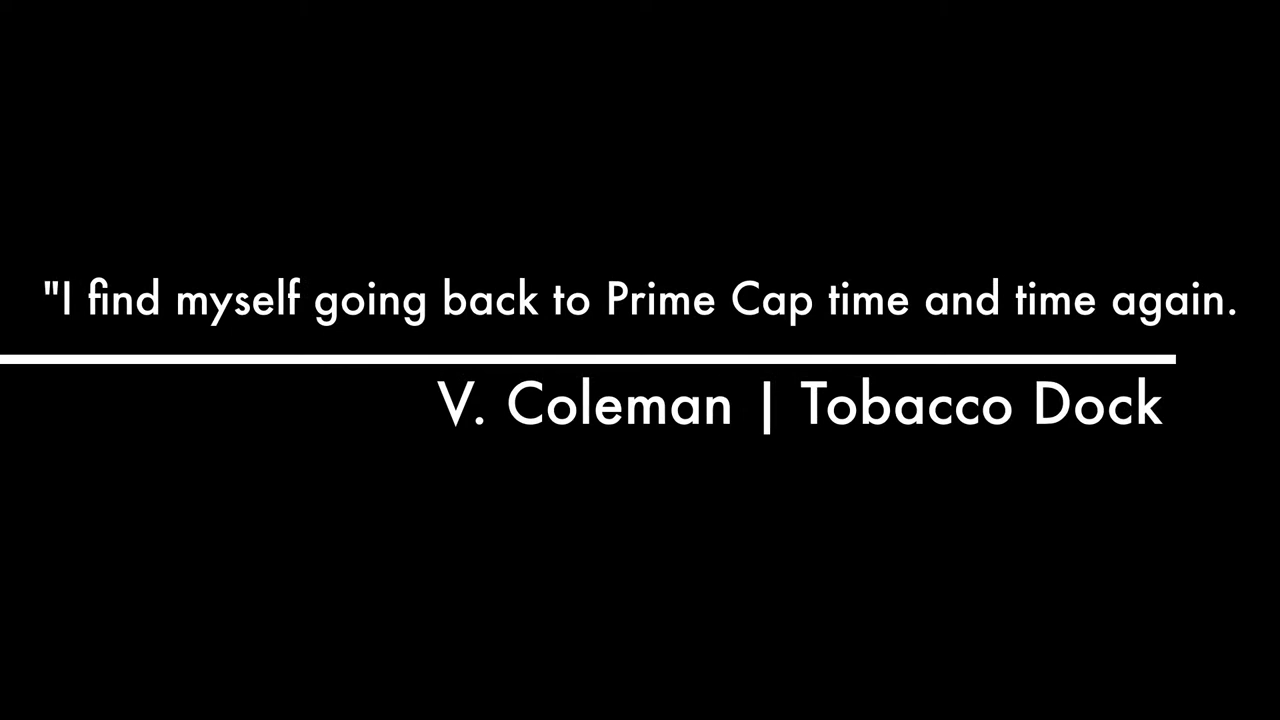 "I find myself going back to Prime Cap time and time again.
V. Coleman | Tobacco Dock